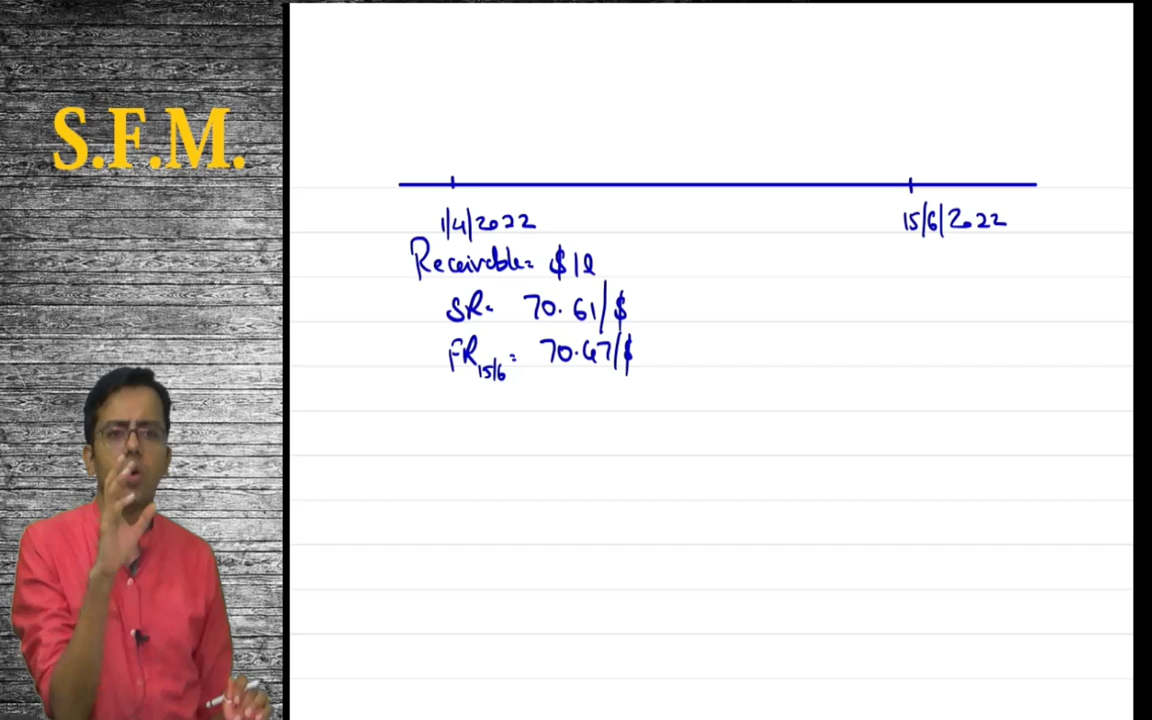 S.F.M.
1/4/2022
15/6/2022
Receivable = $1l
SR = 70.61/$
FR15/6 = 70.67/$